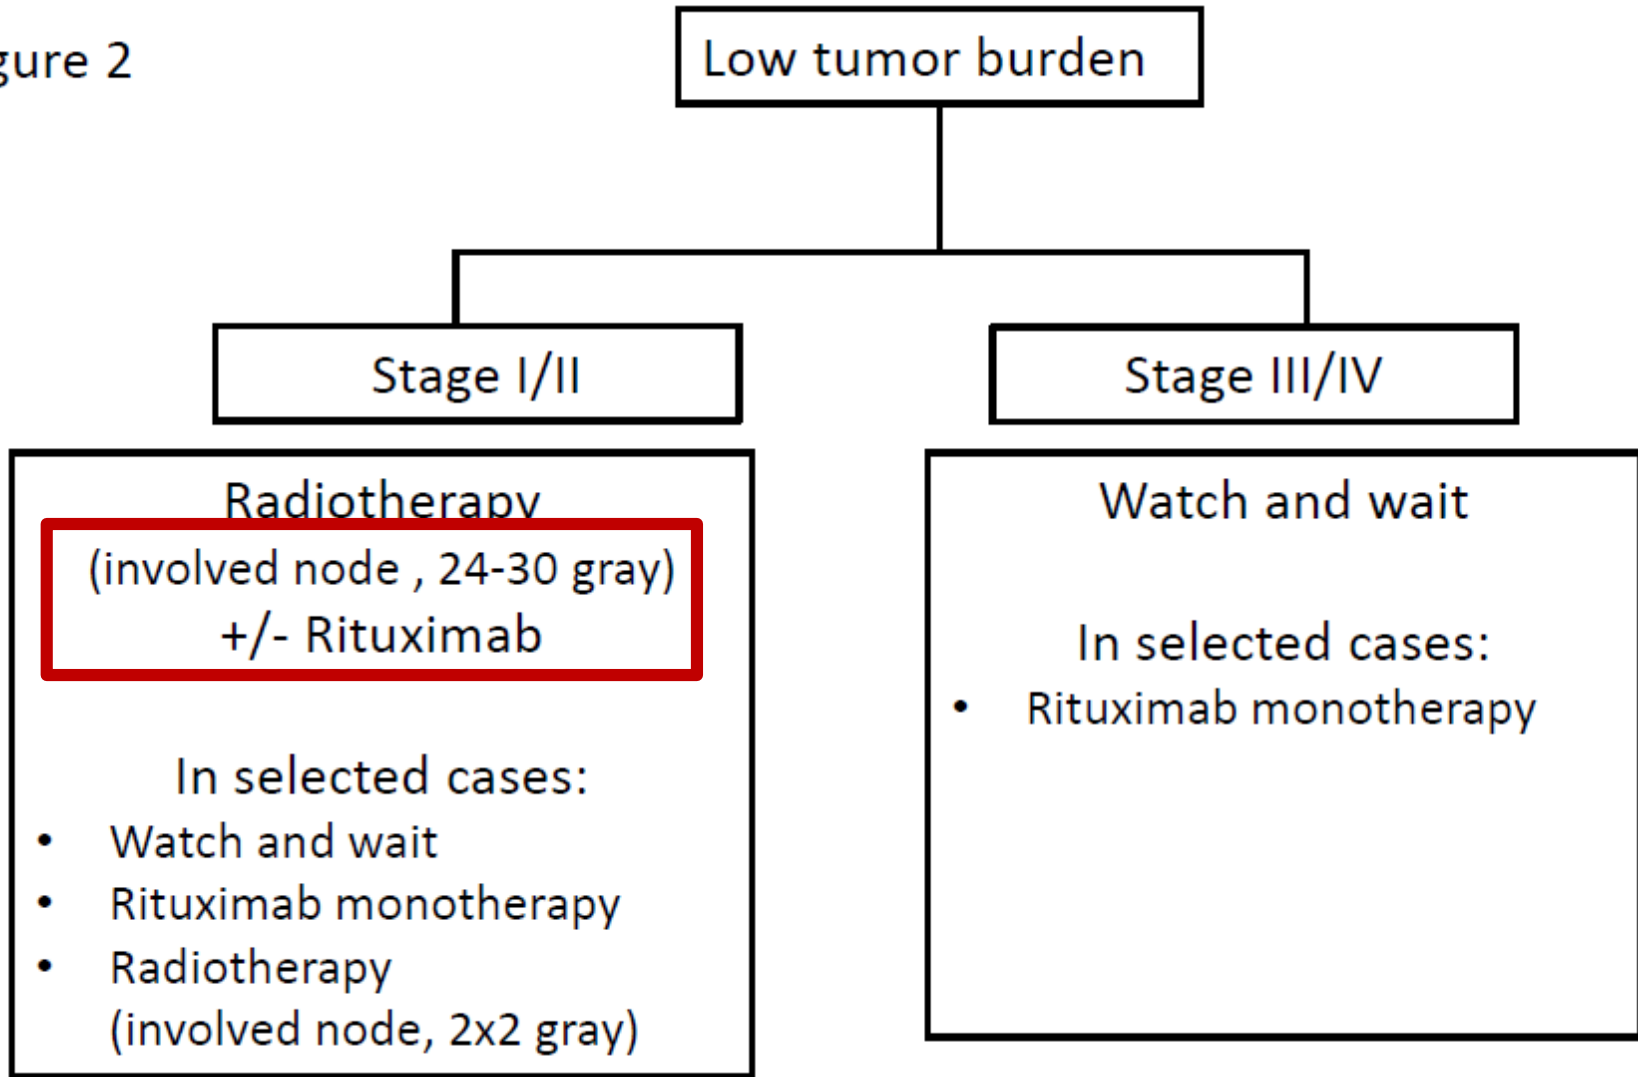 gure 2
Low tumor burden
Stage I/II
Stage III/IV
Radiotherapy
(involved node , 24-30 gray)
+/- Rituximab
In selected cases:
• Watch and wait
• Rituximab monotherapy
• Radiotherapy
(involved node, 2x2 gray)
Watch and wait
In selected cases:
• Rituximab monotherapy